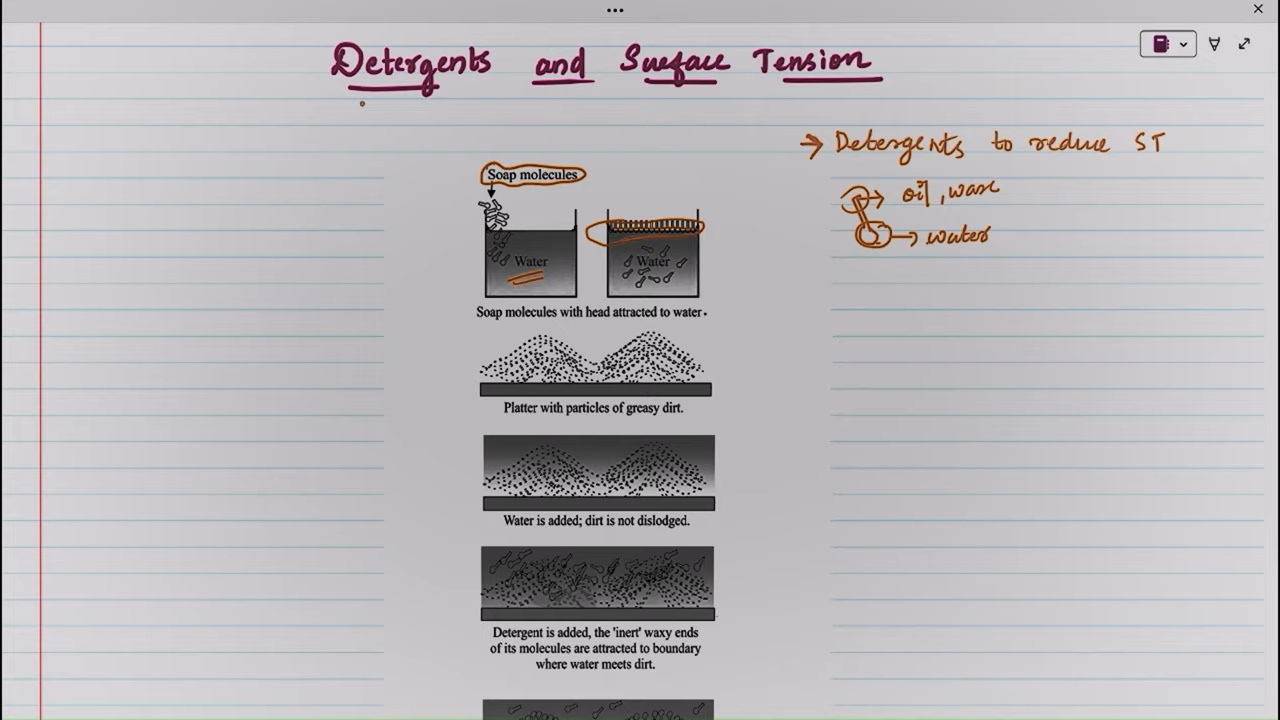 Detergents and Surface Tension
→ Detergents to reduce ST
Soap molecules
→ oil, wax
→ water
Water
Water
Soap molecules with head attracted to water.
Platter with particles of greasy dirt.
Water is added; dirt is not dislodged.
Detergent is added, the 'inert' waxy ends
of its molecules are attracted to boundary
where water meets dirt.